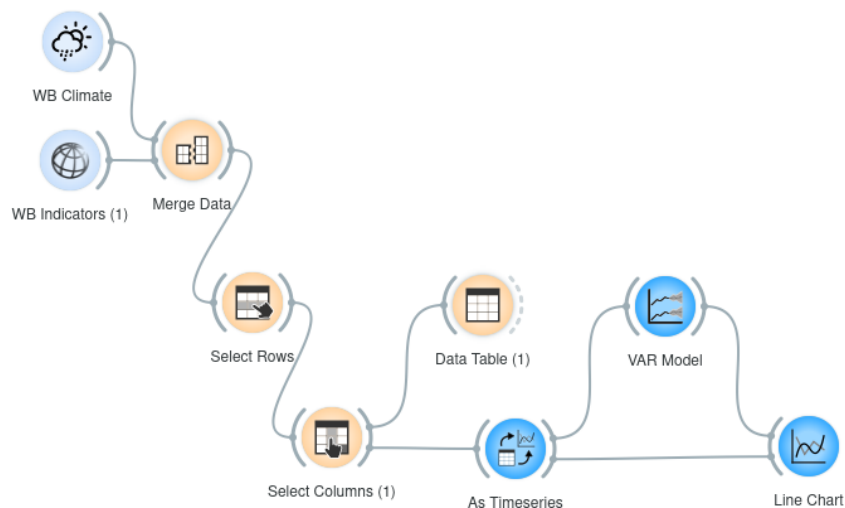 WB Climate
WB Indicators (1)
Merge Data
Select Rows
Data Table (1)
VAR Model
Select Columns (1)
As Timeseries
Line Chart